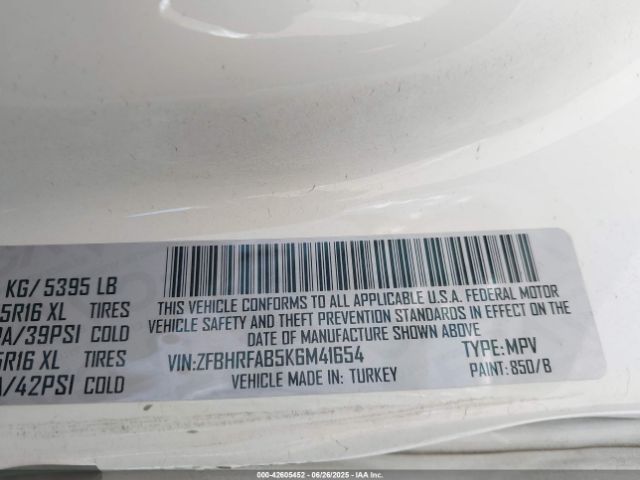 KG/ 5395 LB
5R16 XL TIRES
A/39PSI COLD
5R16 XL TIRES
A/42PSI COLD
THIS VEHICLE CONFORMS TO ALL APPLICABLE U.S.A. FEDERAL MOTOR
VEHICLE SAFETY AND THEFT PREVENTION STANDARDS IN EFFECT ON THE
DATE OF MANUFACTURE SHOWN ABOVE
VIN:ZFBHRFAB5K6M41654 TYPE:MPV
VEHICLE MADE IN: TURKEY PAINT: 850/B
000-42605452 - 06/26/2025 - IAA Inc.